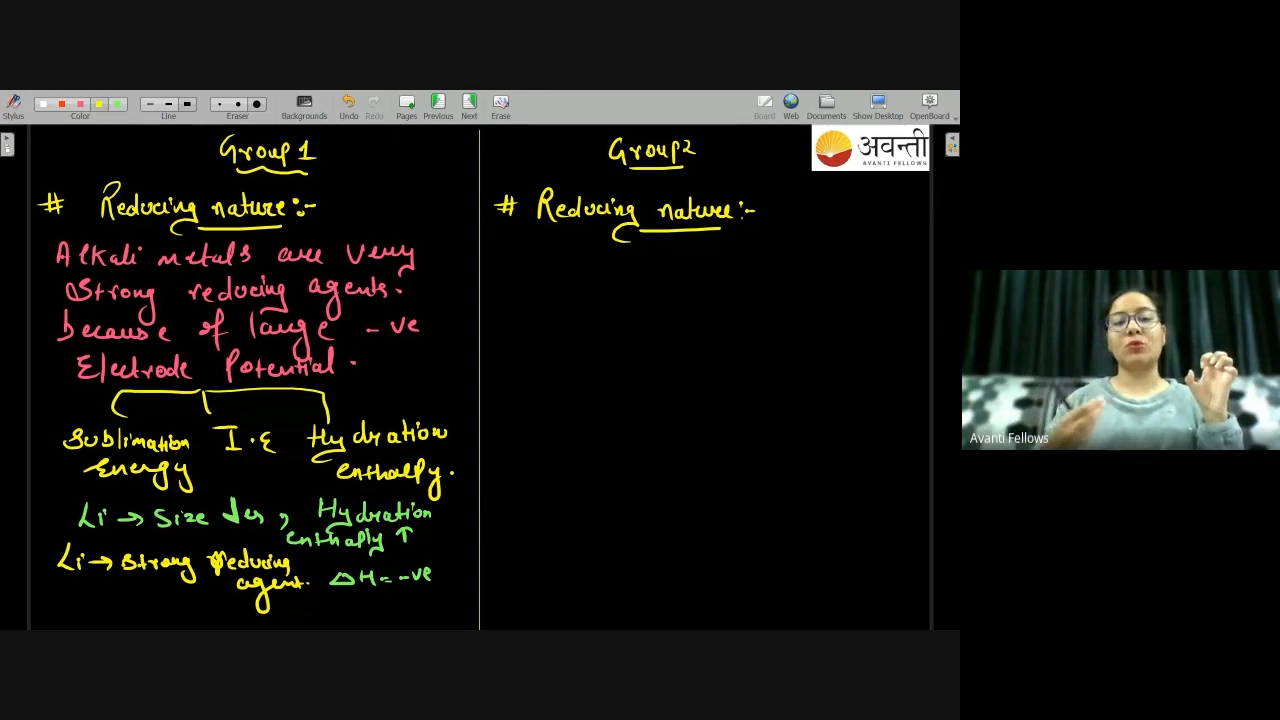 Stylus
Color
Line
Eraser
Backgrounds
Undo
Redo
Pages
Previous
Next
Erase
Board
Web
Documents
Show Desktop
OpenBoard
Group 1
# Reducing nature :-
Alkali metals are very
Strong reducing agents.
because of large -ve
Electrode Potential.
Sublimation Energy
I.E
Hydration enthalpy.
Li → Size ↓es , Hydration enthalpy ↑
Li → Strong reducing agent.
ΔH = -ve
Group 2
# Reducing nature :-
अवन्ती
AVANTI FELLOWS
Avanti Fellows